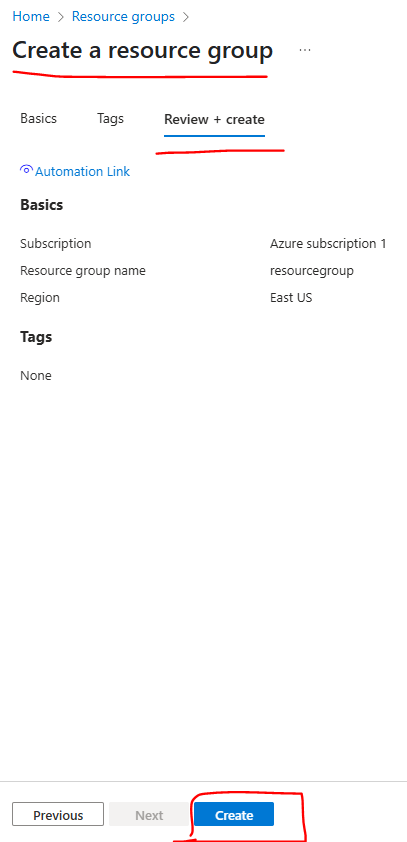 Home > Resource groups >
Create a resource group ...
Basics Tags Review + create
Automation Link
Basics
Subscription Azure subscription 1
Resource group name resourcegroup
Region East US
Tags
None
Previous Next Create